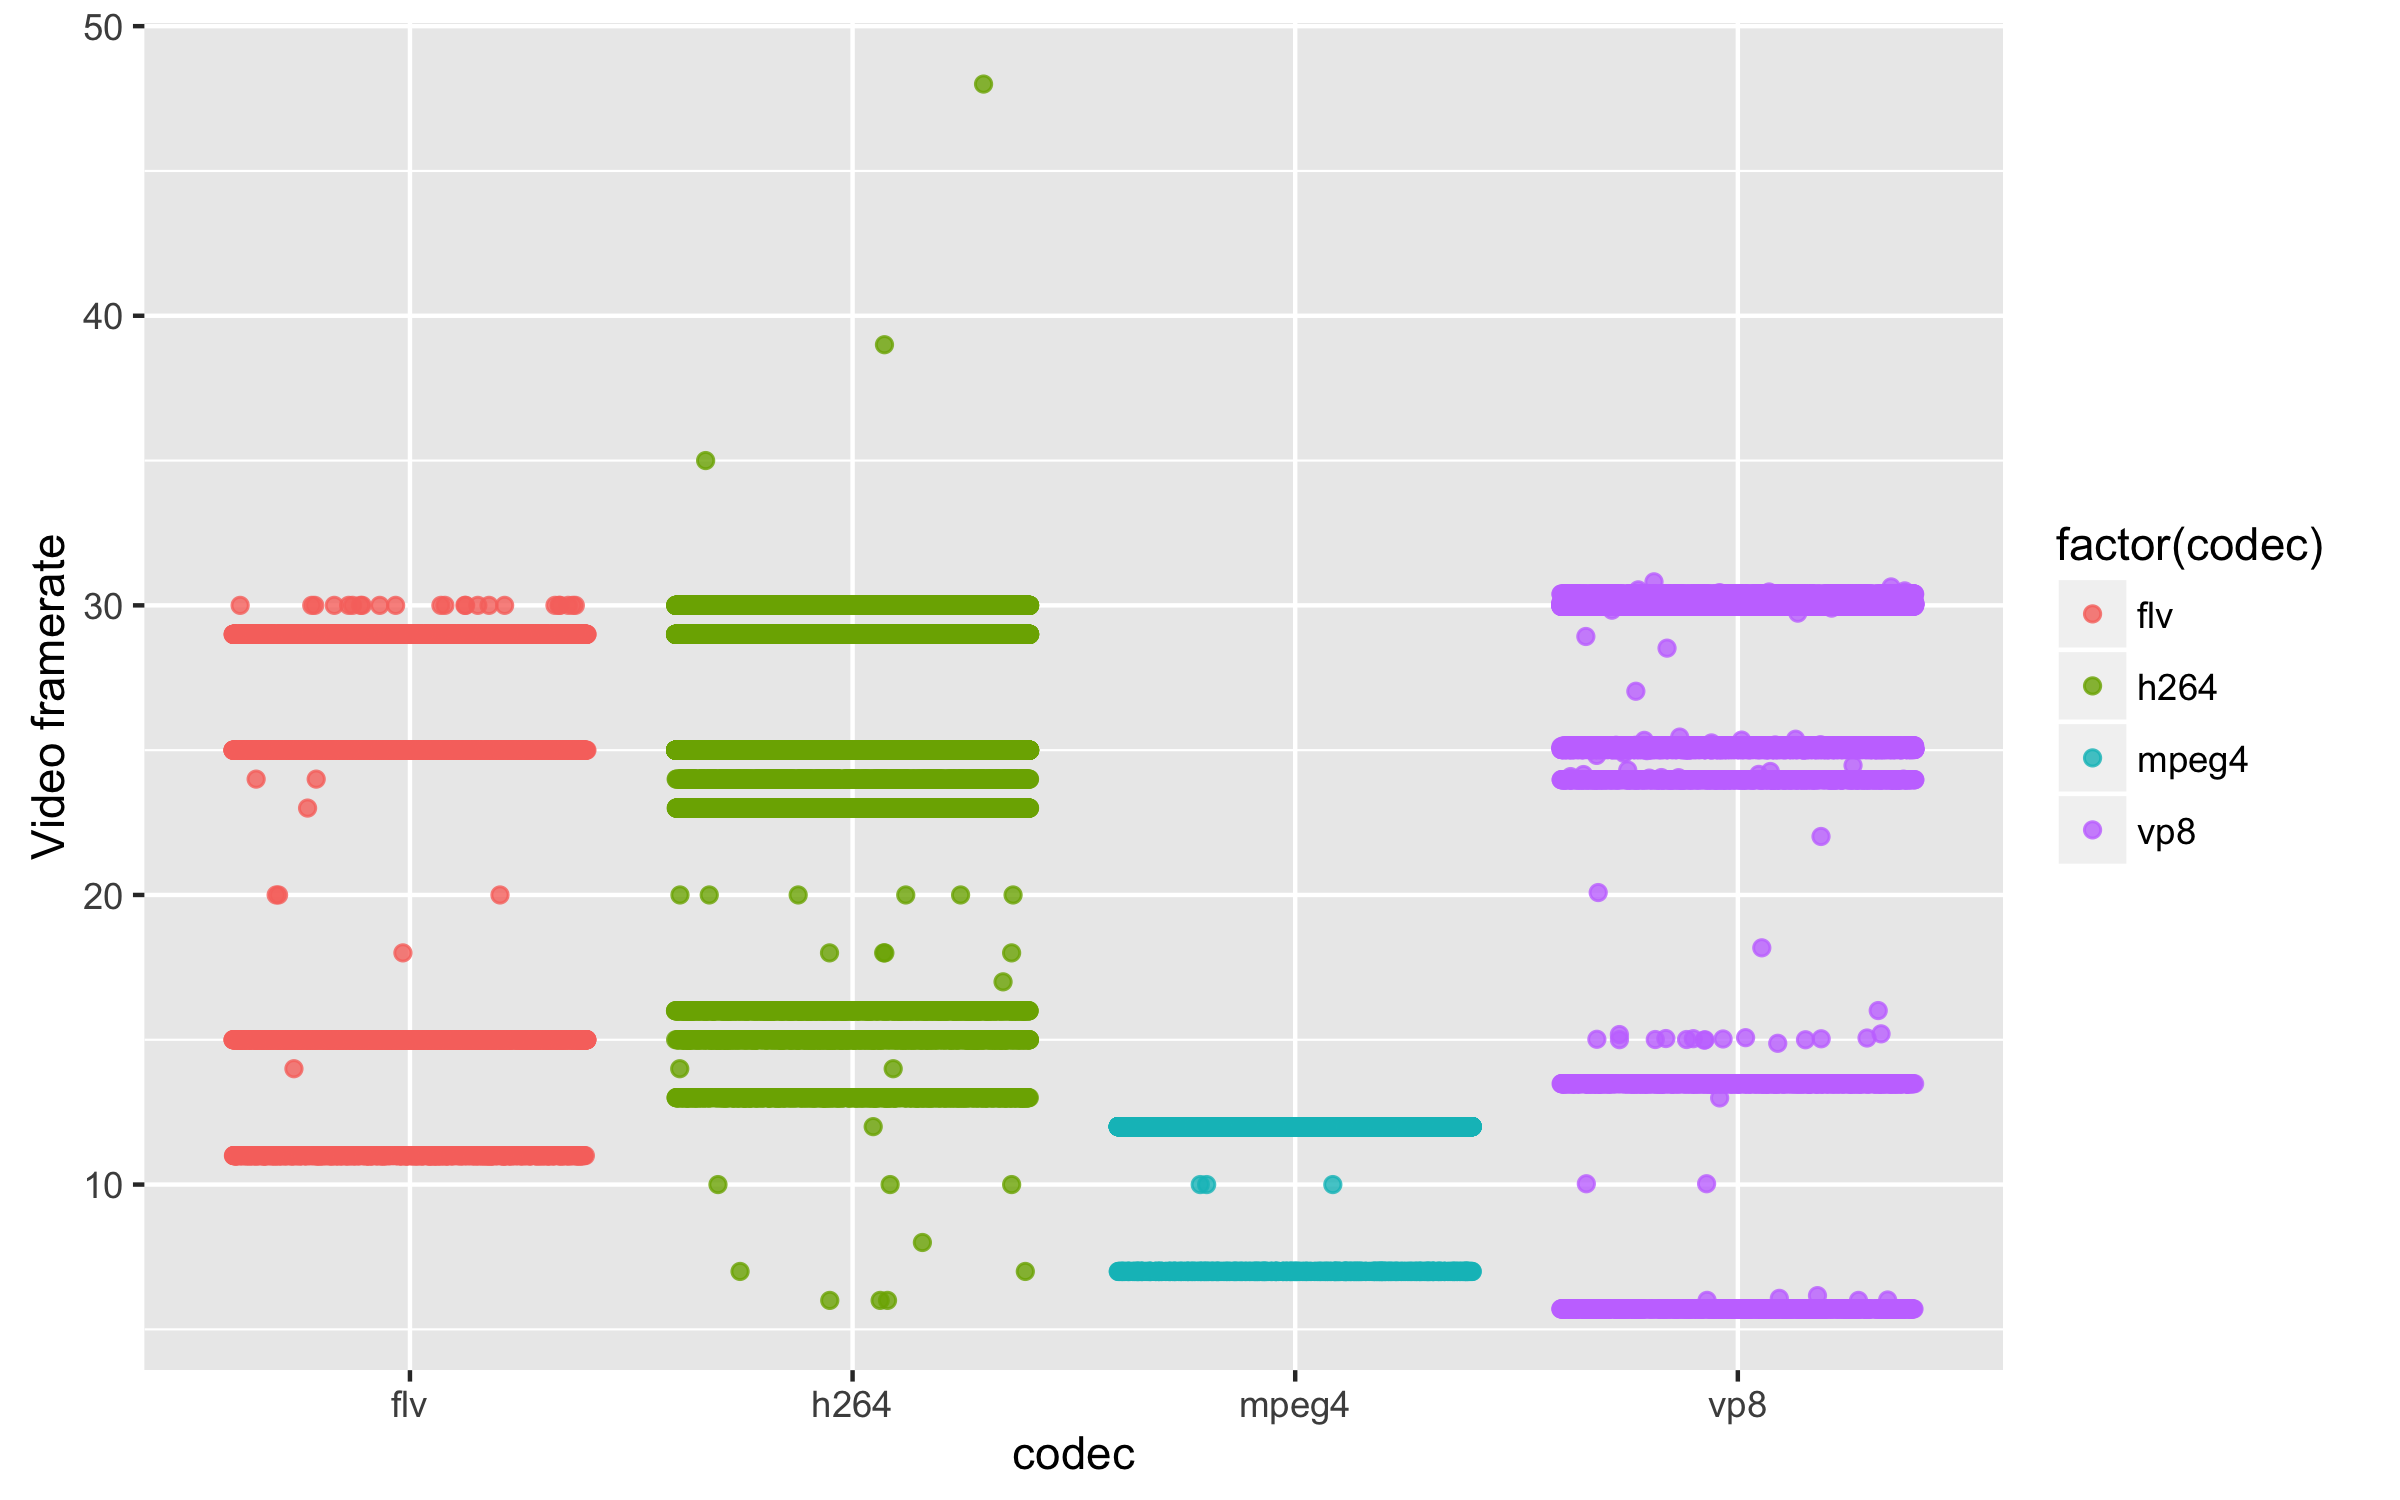 50
40
30
20
10
Video framerate
flv
h264
mpeg4
vp8
codec
factor(codec)
flv
h264
mpeg4
vp8